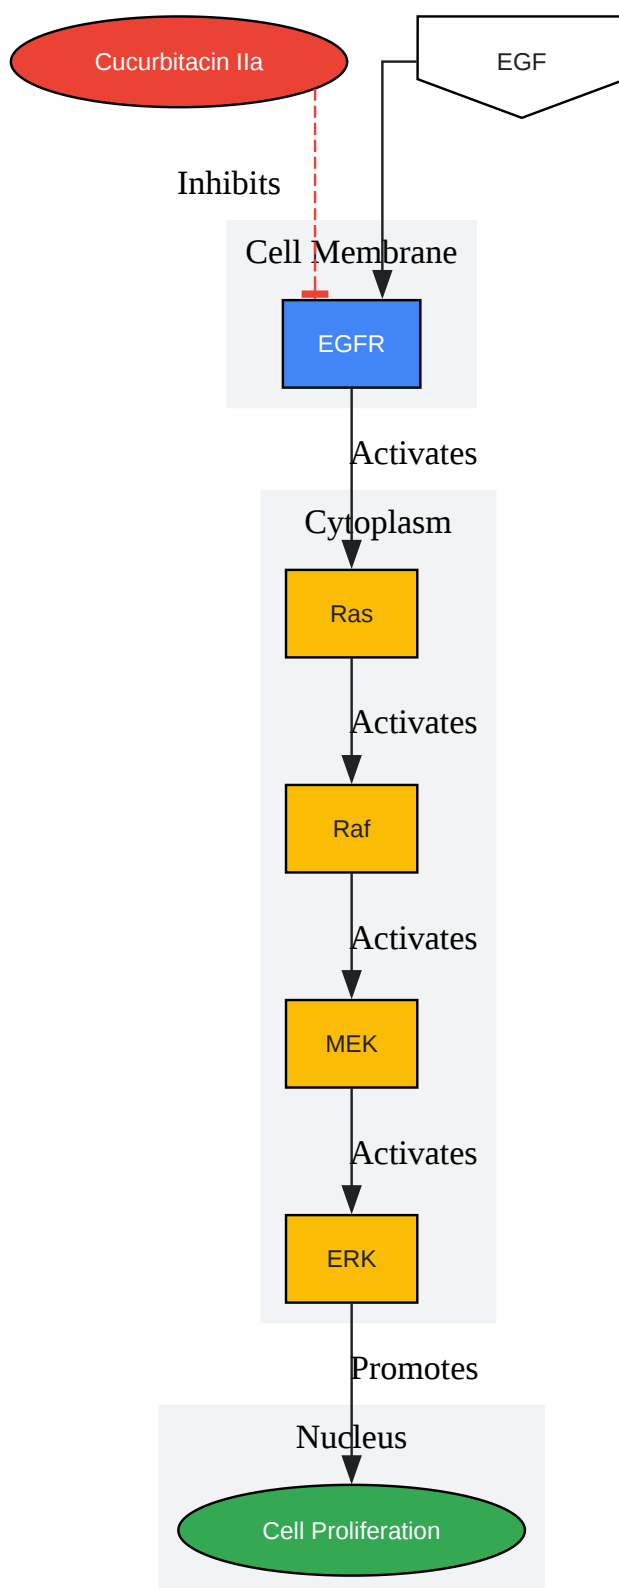 Cucurbitacin IIa
EGF
Inhibits
Cell Membrane
EGFR
Activates
Cytoplasm
Ras
Activates
Raf
Activates
MEK
Activates
ERK
Promotes
Nucleus
Cell Proliferation